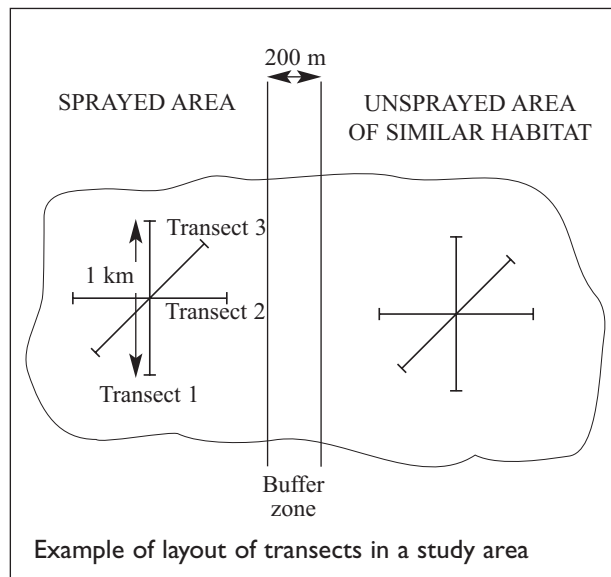 200 m
SPRAYED AREA
UNSPRAYED AREA
OF SIMILAR HABITAT
Transect 3
1 km
Transect 2
Transect 1
Buffer
zone
Example of layout of transects in a study area